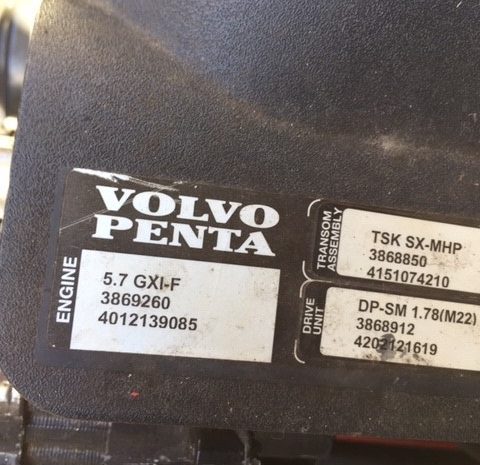 VOLVO
PENTA
ENGINE
5.7 GXI-F
3869260
4012139085
TRANSOM
ASSEMBLY
TSK SX-MHP
3868850
4151074210
DRIVE
UNIT
DP-SM 1.78(M22)
3868912
4202121619